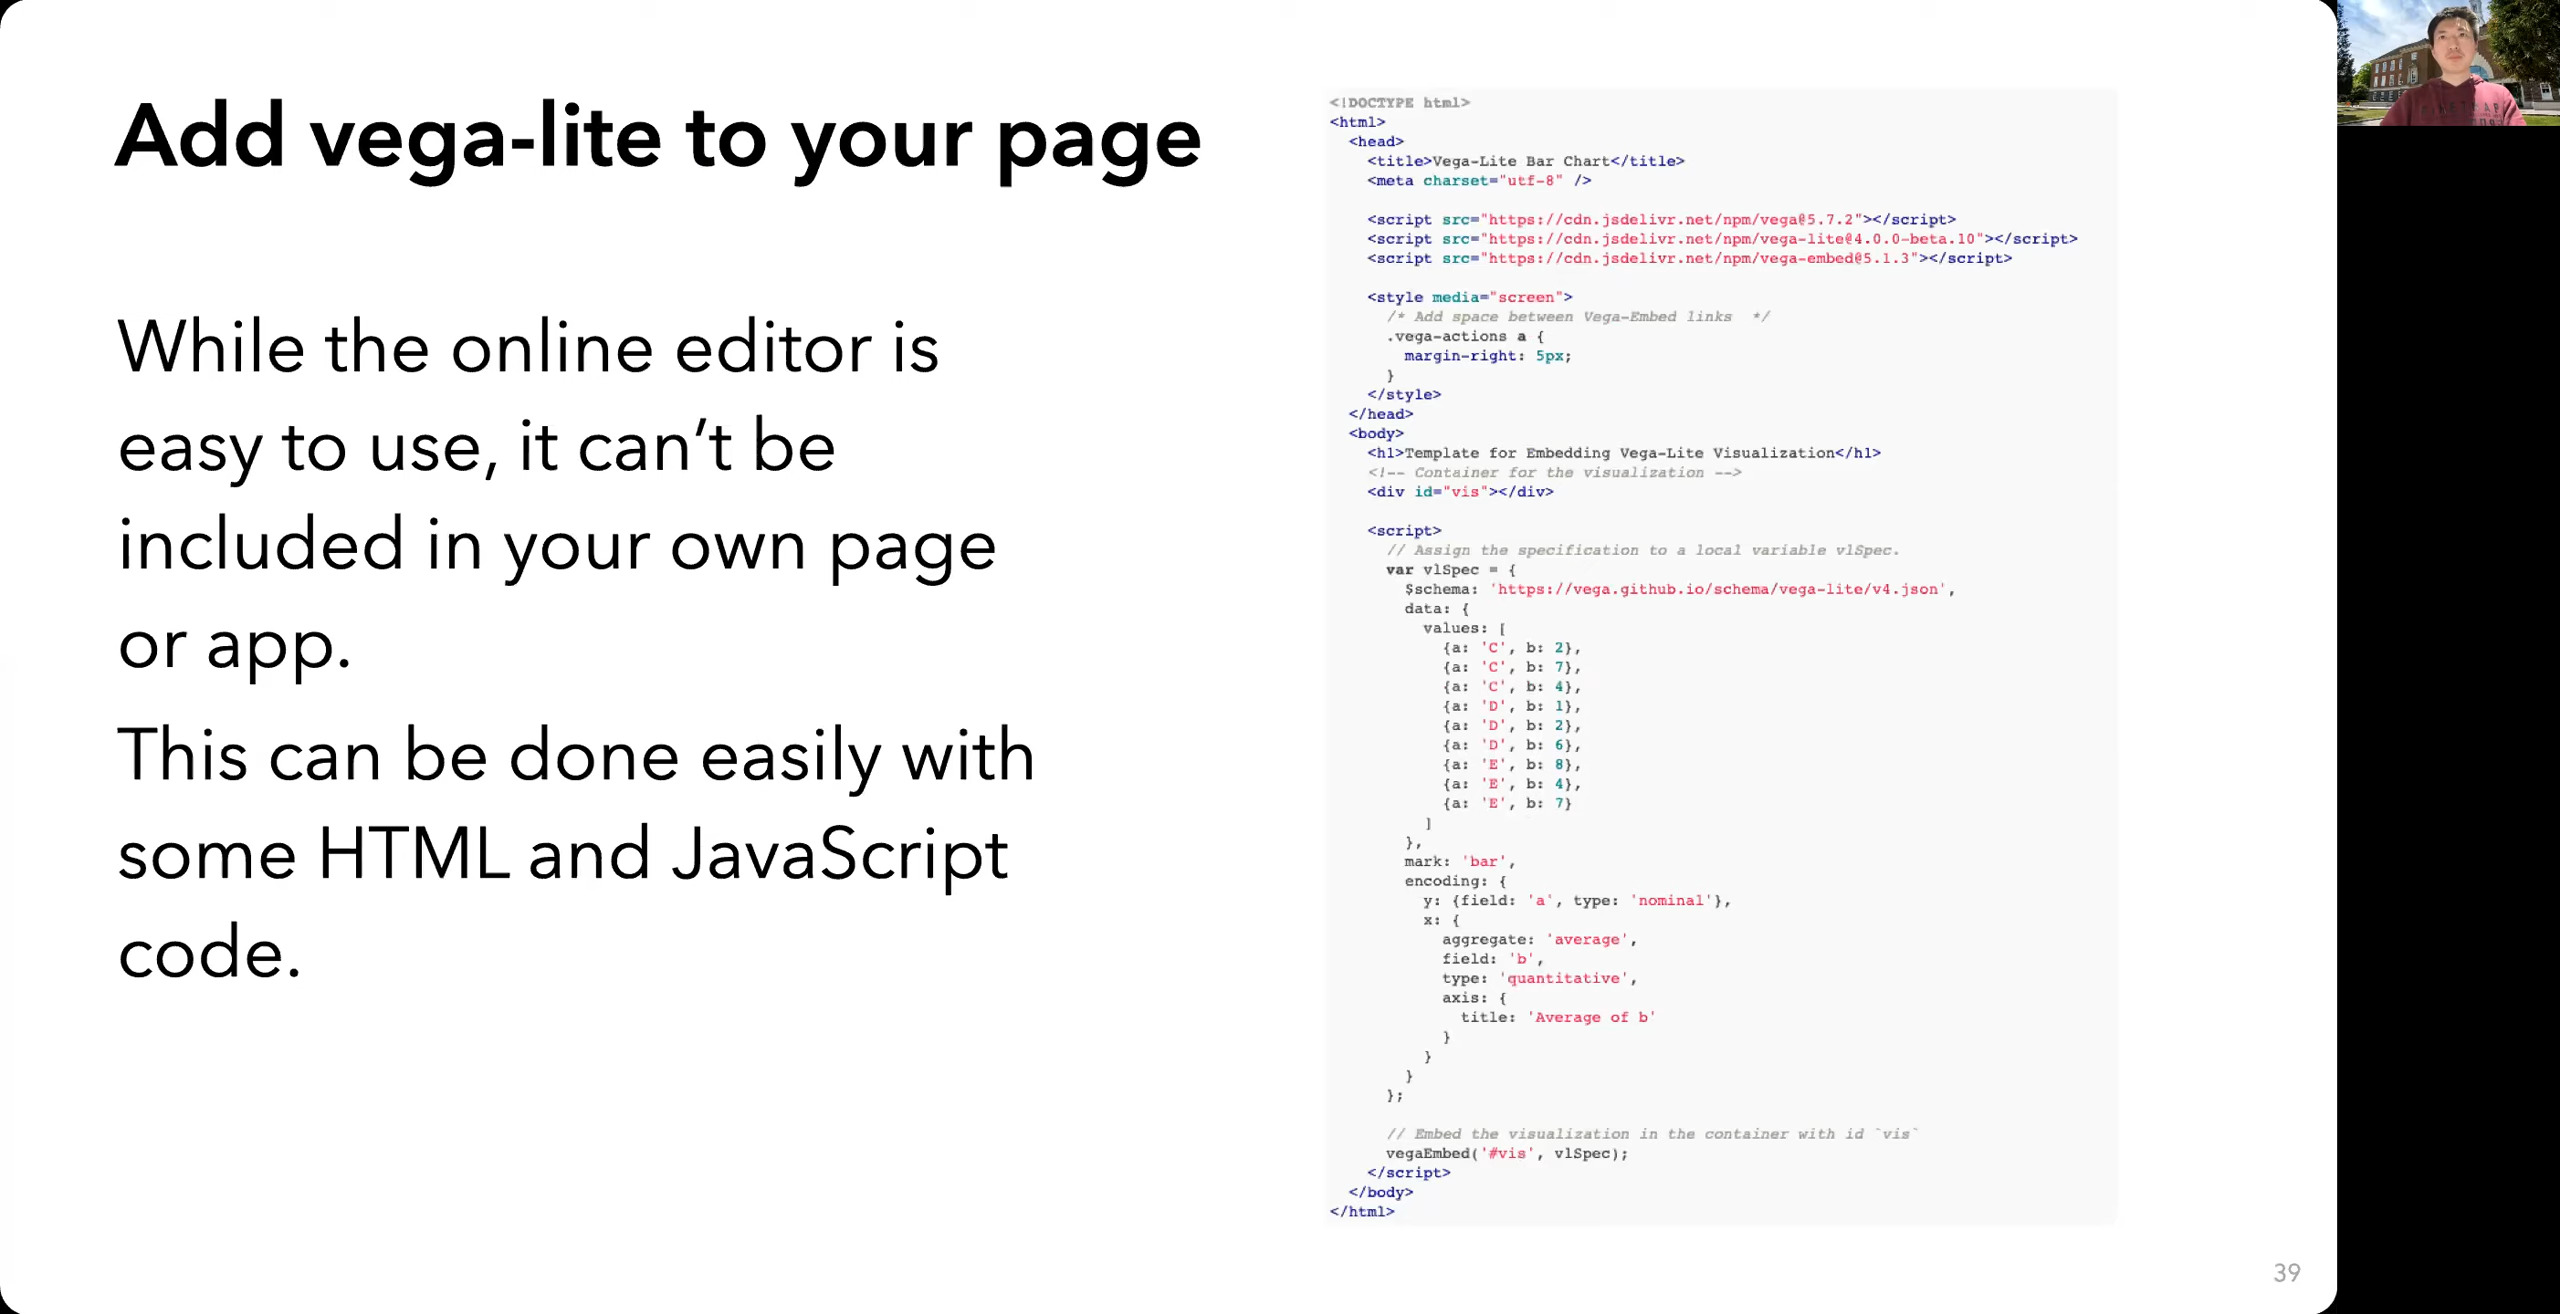 Add vega-lite to your page
While the online editor is
easy to use, it can’t be
included in your own page
or app.
This can be done easily with
some HTML and JavaScript
code.
<!DOCTYPE html>
<html>
  <head>
    <title>Vega-Lite Bar Chart</title>
    <meta charset="utf-8" />

    <script src="https://cdn.jsdelivr.net/npm/vega@5.7.2"></script>
    <script src="https://cdn.jsdelivr.net/npm/vega-lite@4.0.0-beta.10"></script>
    <script src="https://cdn.jsdelivr.net/npm/vega-embed@5.1.3"></script>

    <style media="screen">
      /* Add space between Vega-Embed links  */
      .vega-actions a {
        margin-right: 5px;
      }
    </style>
  </head>
  <body>
    <h1>Template for Embedding Vega-Lite Visualization</h1>
    <!-- Container for the visualization -->
    <div id="vis"></div>

    <script>
      // Assign the specification to a local variable vlSpec.
      var vlSpec = {
        $schema: 'https://vega.github.io/schema/vega-lite/v4.json',
        data: {
          values: [
            {a: 'C', b: 2},
            {a: 'C', b: 7},
            {a: 'C', b: 4},
            {a: 'D', b: 1},
            {a: 'D', b: 2},
            {a: 'D', b: 6},
            {a: 'E', b: 8},
            {a: 'E', b: 4},
            {a: 'E', b: 7}
          ]
        },
        mark: 'bar',
        encoding: {
          y: {field: 'a', type: 'nominal'},
          x: {
            aggregate: 'average',
            field: 'b',
            type: 'quantitative',
            axis: {
              title: 'Average of b'
            }
          }
        }
      };

      // Embed the visualization in the container with id `vis`
      vegaEmbed('#vis', vlSpec);
    </script>
  </body>
</html>
39